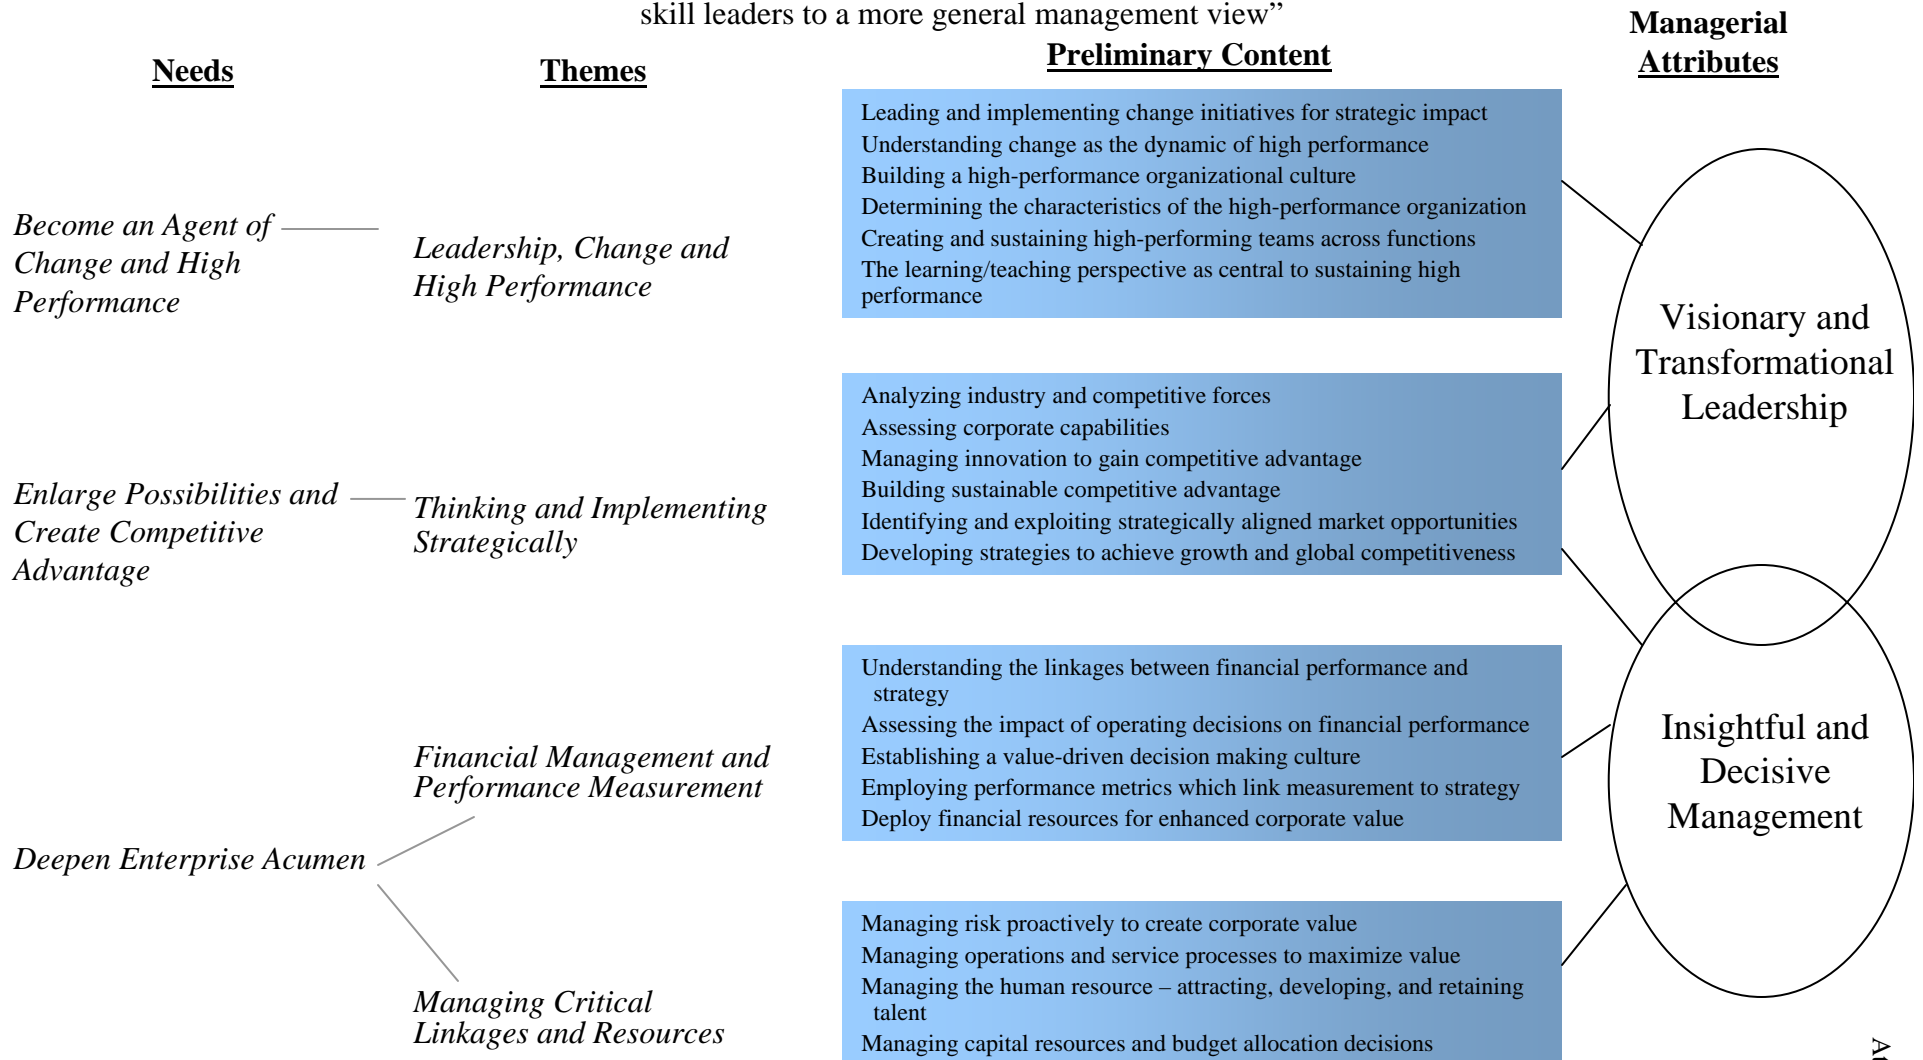 skill leaders to a more general management view”
Needs
Themes
Preliminary Content
Managerial
Attributes
Become an Agent of
Change and High
Performance
Leadership, Change and
High Performance
Leading and implementing change initiatives for strategic impact
Understanding change as the dynamic of high performance
Building a high-performance organizational culture
Determining the characteristics of the high-performance organization
Creating and sustaining high-performing teams across functions
The learning/teaching perspective as central to sustaining high
performance
Visionary and
Transformational
Leadership
Enlarge Possibilities and
Create Competitive
Advantage
Thinking and Implementing
Strategically
Analyzing industry and competitive forces
Assessing corporate capabilities
Managing innovation to gain competitive advantage
Building sustainable competitive advantage
Identifying and exploiting strategically aligned market opportunities
Developing strategies to achieve growth and global competitiveness
Deepen Enterprise Acumen
Financial Management and
Performance Measurement
Understanding the linkages between financial performance and
strategy
Assessing the impact of operating decisions on financial performance
Establishing a value-driven decision making culture
Employing performance metrics which link measurement to strategy
Deploy financial resources for enhanced corporate value
Insightful and
Decisive
Management
Managing Critical
Linkages and Resources
Managing risk proactively to create corporate value
Managing operations and service processes to maximize value
Managing the human resource – attracting, developing, and retaining
talent
Managing capital resources and budget allocation decisions